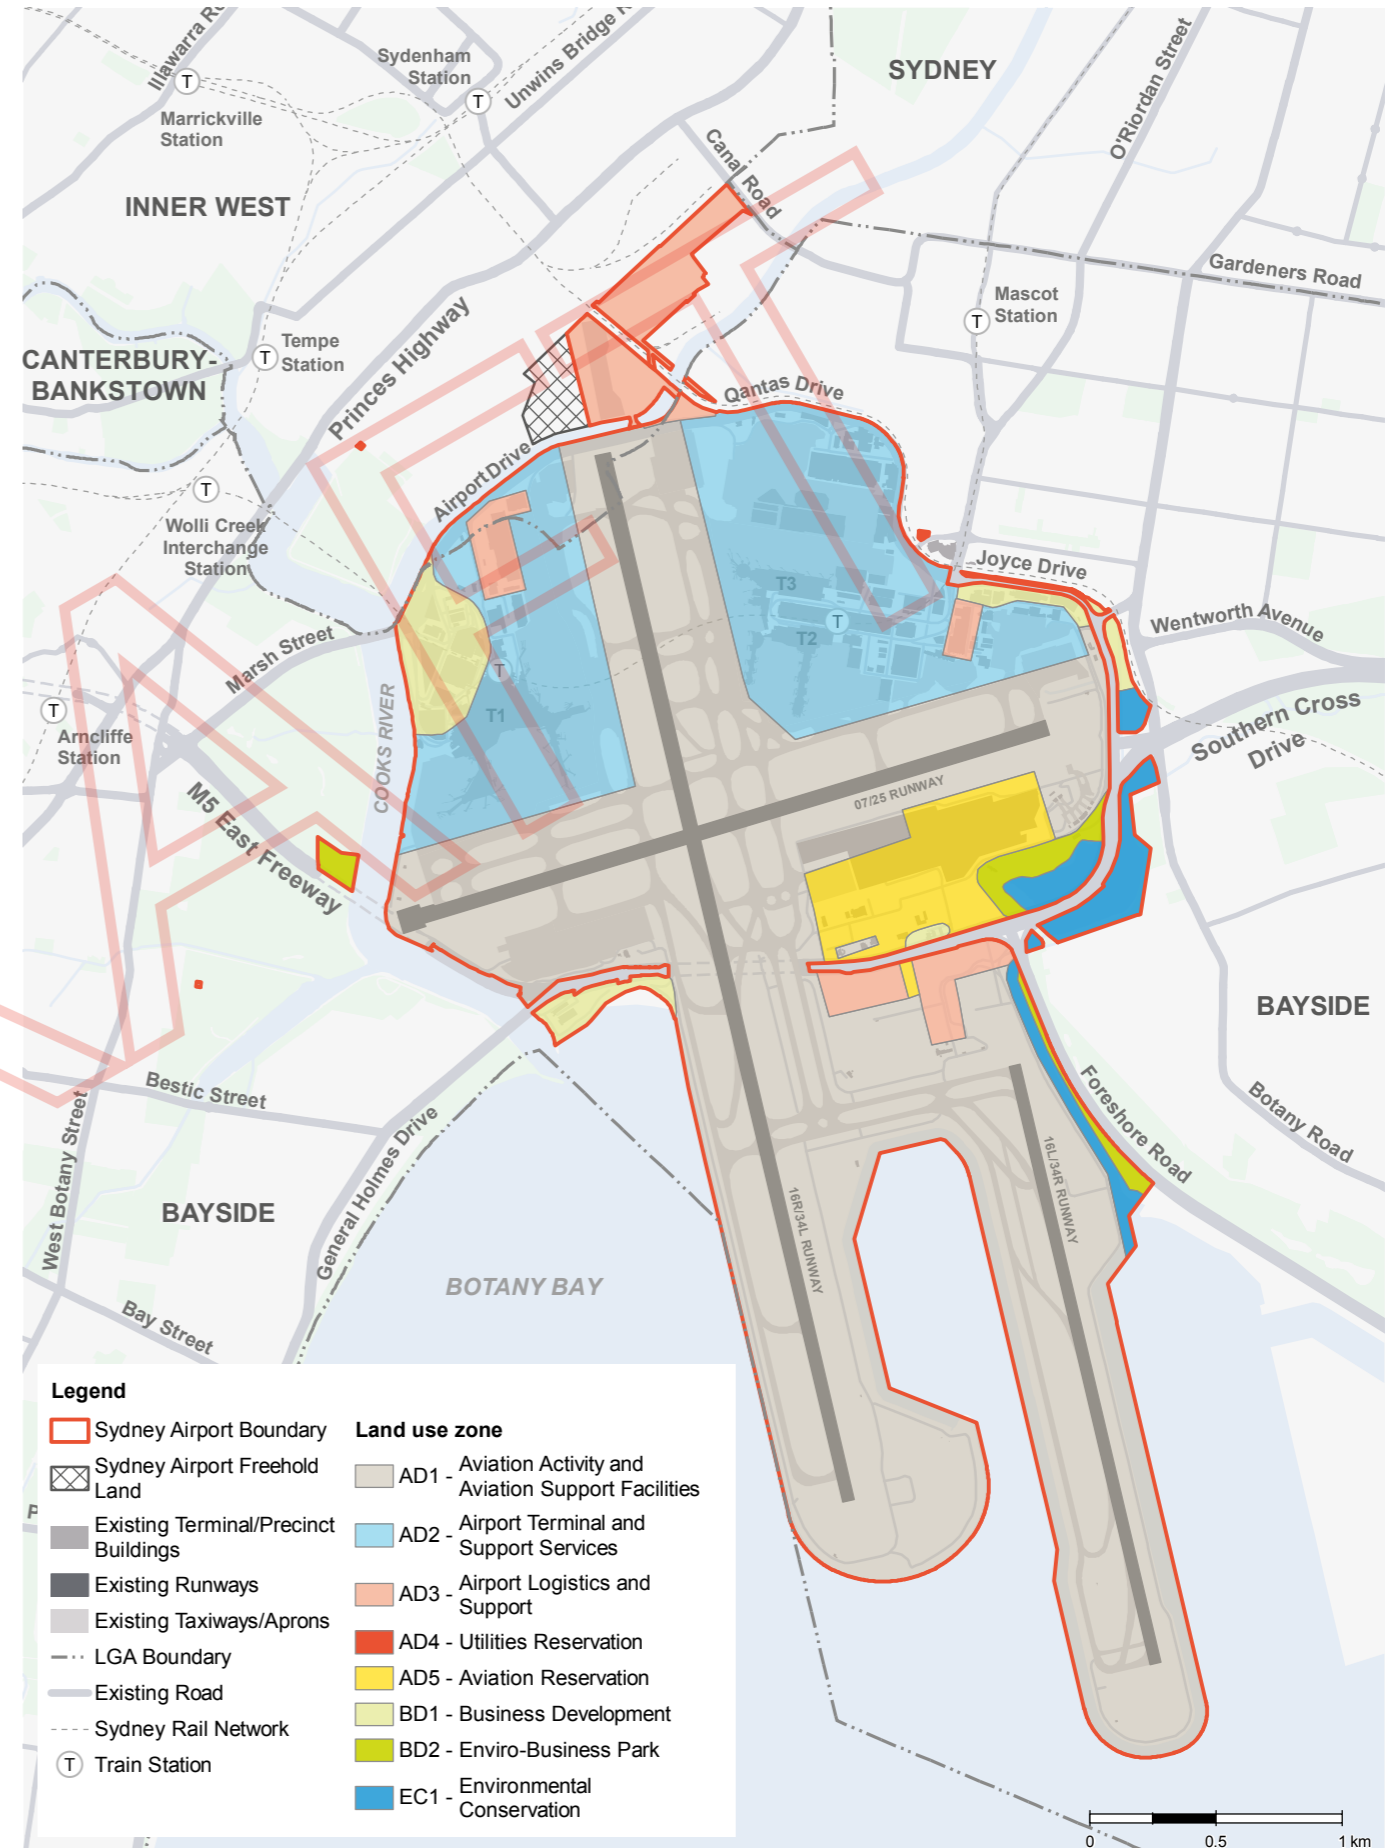 Illawarra
Sydenham
Station
Unwins Bridge
SYDNEY
O'Riordan Street
Marrickville
Station
Canal Road
INNER WEST
Gardeners Road
Mascot
Station
Princes Highway
Tempe
Station
CANTERBURY-
BANKSTOWN
Qantas Drive
Airport Drive
Wolli Creek
Interchange
Station
Joyce Drive
T3
T2
Wentworth Avenue
Marsh Street
COOKS RIVER
T1
Arncliffe
Station
Southern Cross
Drive
M5 East Freeway
07/25 RUNWAY
BAYSIDE
Bestic Street
Foreshore Road
Botany Road
West Botany Street
General Holmes Drive
16L/34R RUNWAY
16R/34L RUNWAY
BAYSIDE
BOTANY BAY
Bay Street
Legend
Sydney Airport Boundary
Sydney Airport Freehold
Land
Existing Terminal/Precinct
Buildings
Existing Runways
Existing Taxiways/Aprons
LGA Boundary
Existing Road
Sydney Rail Network
T Train Station
Land use zone
AD1 - Aviation Activity and
Aviation Support Facilities
AD2 - Airport Terminal and
Support Services
AD3 - Airport Logistics and
Support
AD4 - Utilities Reservation
AD5 - Aviation Reservation
BD1 - Business Development
BD2 - Enviro-Business Park
EC1 - Environmental
Conservation
0 0.5 1 km